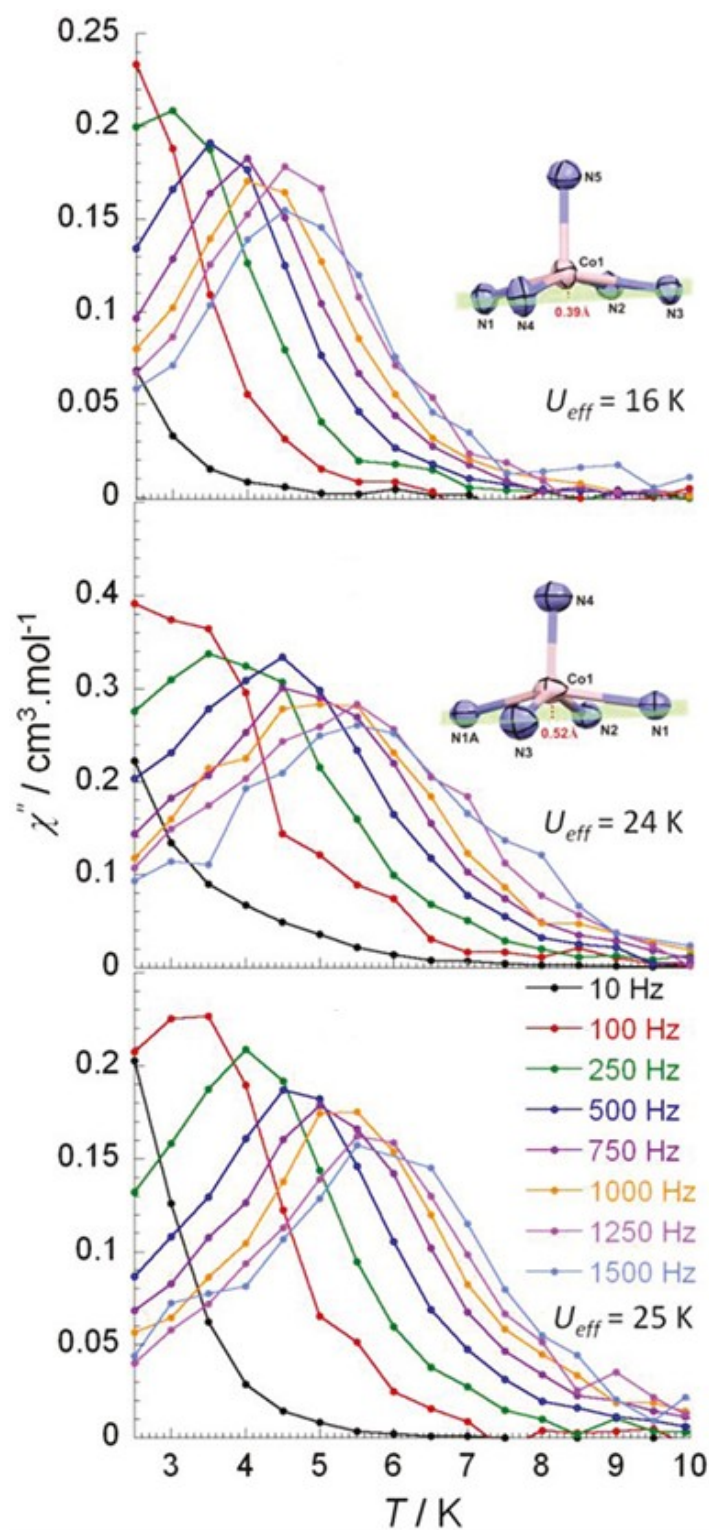 0.25
0.2
0.15
0.1
0.05
0
N5
Co1
N1
N4
0.39Å
N2
N3
U_eff = 16 K
0.4
0.3
0.2
0.1
0
N4
Co1
N1A
N3
0.52Å
N2
N1
U_eff = 24 K
χ" / cm³.mol⁻¹
0.2
0.15
0.1
0.05
0
10 Hz
100 Hz
250 Hz
500 Hz
750 Hz
1000 Hz
1250 Hz
1500 Hz
U_eff = 25 K
3 4 5 6 7 8 9 10
T / K